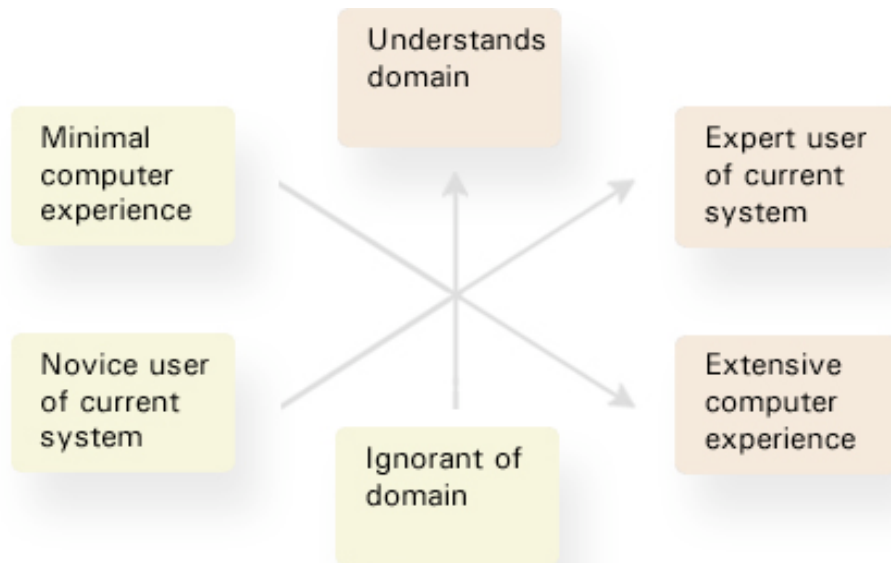 Understands
domain
Minimal
computer
experience
Expert user
of current
system
Novice user
of current
system
Extensive
computer
experience
Ignorant of
domain